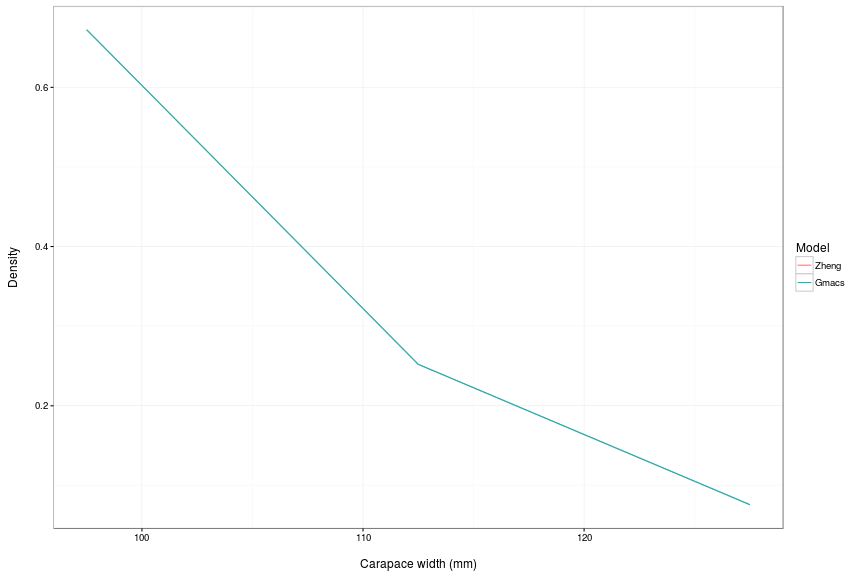 0.6
0.4
0.2
Density
100
110
120
Carapace width (mm)
Model
Zheng
Gmacs